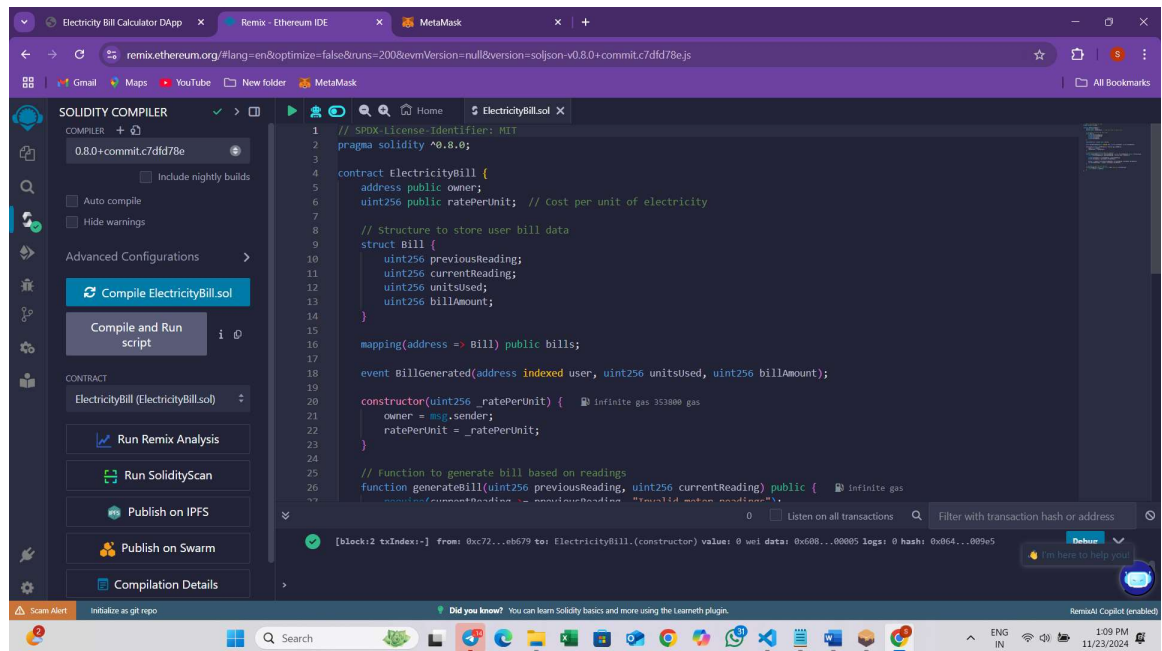 Electricity Bill Calculator DApp
Remix - Ethereum IDE
MetaMask
remix.ethereum.org/#lang=en&optimize=false&runs=200&evmVersion=null&version=soljson-v0.8.0+commit.c7dfd78e.js
S
Gmail
Maps
YouTube
New folder
MetaMask
All Bookmarks
SOLIDITY COMPILER
COMPILER
0.8.0+commit.c7dfd78e
Include nightly builds
Auto compile
Hide warnings
Advanced Configurations
Compile ElectricityBill.sol
Compile and Run
script
CONTRACT
ElectricityBill (ElectricityBill.sol)
Run Remix Analysis
Run SolidityScan
IPFS
Publish on IPFS
Publish on Swarm
Compilation Details
Home
ElectricityBill.sol
1 // SPDX-License-Identifier: MIT
2 pragma solidity ^0.8.0;
3
4 contract ElectricityBill {
5 address public owner;
6 uint256 public ratePerUnit; // Cost per unit of electricity
7
8 // Structure to store user bill data
9 struct Bill {
10 uint256 previousReading;
11 uint256 currentReading;
12 uint256 unitsUsed;
13 uint256 billAmount;
14 }
15
16 mapping(address => Bill) public bills;
17
18 event BillGenerated(address indexed user, uint256 unitsUsed, uint256 billAmount);
19
20 constructor(uint256 _ratePerUnit) { infinite gas 353800 gas
21 owner = msg.sender;
22 ratePerUnit = _ratePerUnit;
23 }
24
25 // Function to generate bill based on readings
26 function generateBill(uint256 previousReading, uint256 currentReading) public { infinite gas
27 require(currentReading >= previousReading, "Invalid meter readings");
0
Listen on all transactions
Filter with transaction hash or address
[block:2 txIndex:-] from: 0xc72...eb679 to: ElectricityBill.(constructor) value: 0 wei data: 0x608...00005 logs: 0 hash: 0x064...009e5
Debug
I'm here to help you!
>
Scam Alert
Initialize as git repo
Did you know? You can learn Solidity basics and more using the Learneth plugin.
RemixAI Copilot (enabled)
Search
ENG
IN
1:09 PM
11/23/2024